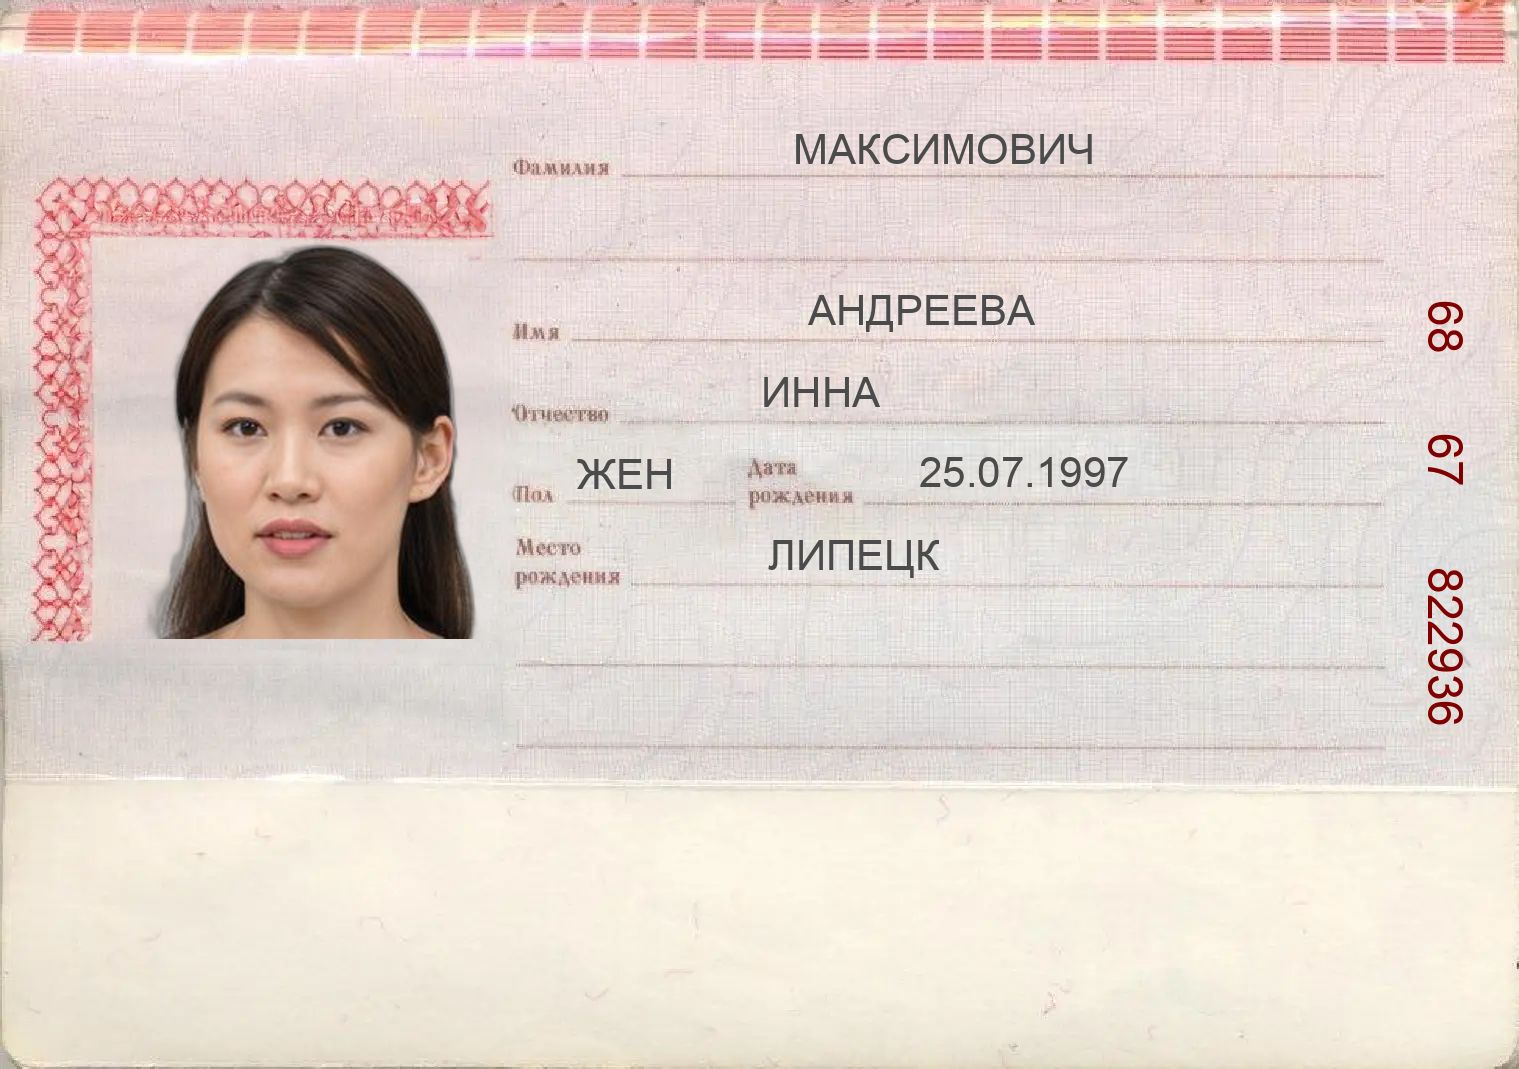 Фамилия МАКСИМОВИЧ
Имя АНДРЕЕВА
Отчество ИННА
Пол ЖЕН Дата рождения 25.07.1997
Место рождения ЛИПЕЦК
68 67 822936